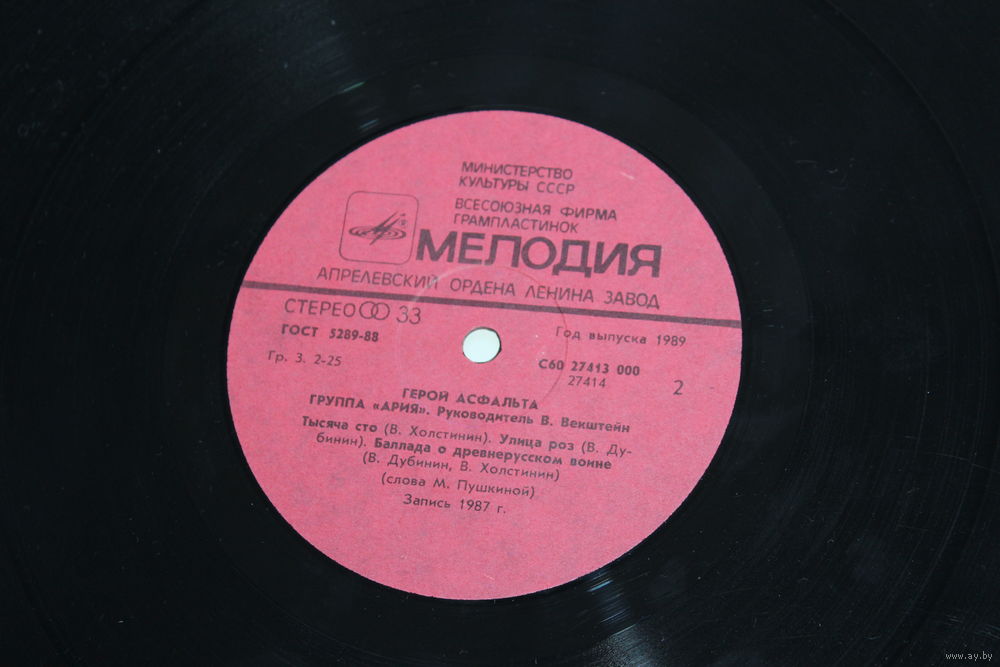 МИНИСТЕРСТВО
КУЛЬТУРЫ СССР
ВСЕСОЮЗНАЯ ФИРМА
ГРАМПЛАСТИНОК
МЕЛОДИЯ
АПРЕЛЕВСКИЙ ОРДЕНА ЛЕНИНА ЗАВОД
СТЕРЕО 33
ГОСТ 5289-88
Год выпуска 1989
Гр. 3. 2-25
С60 27413 000
27414
2
ГЕРОЙ АСФАЛЬТА
ГРУППА «АРИЯ». Руководитель В. Векштейн
Тысяча сто (В. Холстинин). Улица роз (В. Ду-
бинин). Баллада о древнерусском воине
(В. Дубинин, В. Холстинин)
(слова М. Пушкиной)
Запись 1987 г.
www.ay.by